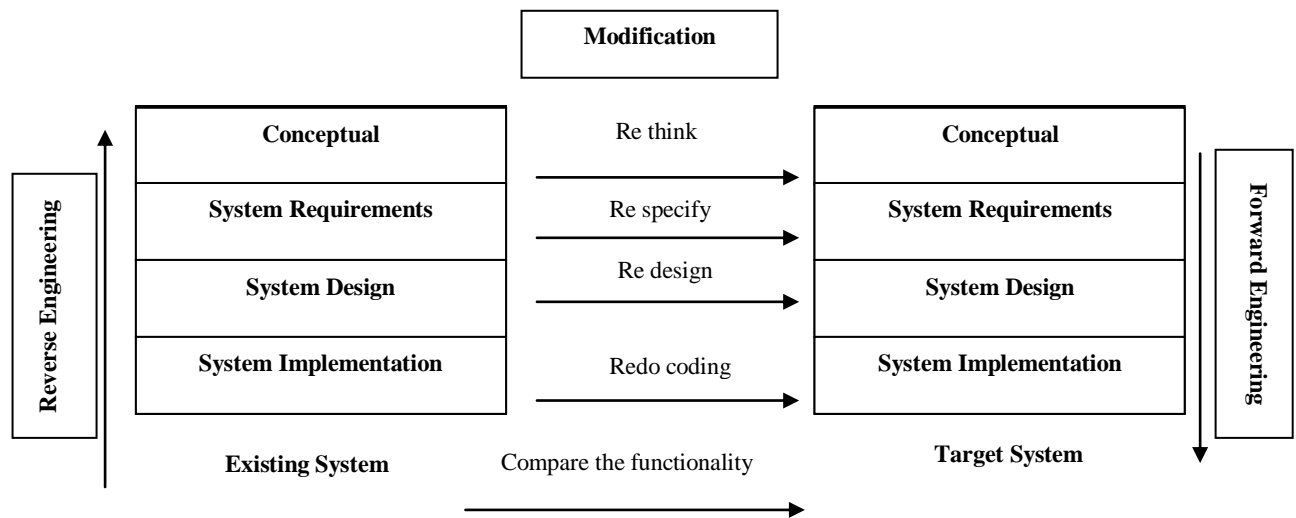 Modification
Conceptual
Re think
Conceptual
System Requirements
Re specify
System Requirements
System Design
Re design
System Design
System Implementation
Redo coding
System Implementation
Reverse Engineering
Forward Engineering
Existing System
Compare the functionality
Target System